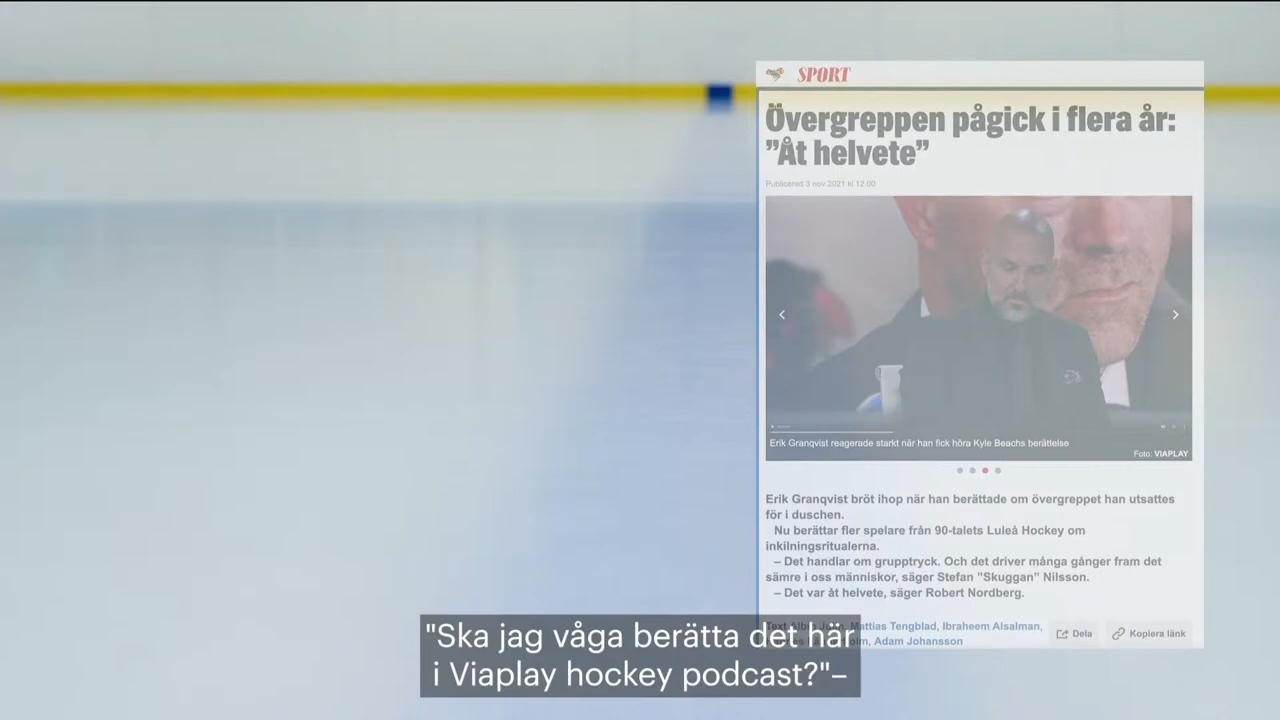 SPORT
Övergreppen pågick i flera år:
”Åt helvete”
Publicerad 3 nov 2021 kl 12.00
Erik Granqvist reagerade starkt när han fick höra Kyle Beachs berättelse
Foto: VIAPLAY
Erik Granqvist bröt ihop när han berättade om övergreppet han utsattes
för i duschen.
Nu berättar fler spelare från 90-talets Luleå Hockey om
inkilningsritualerna.
– Det handlar om grupptryck. Och det driver många gånger fram det
sämre i oss människor, säger Stefan ”Skuggan” Nilsson.
– Det var åt helvete, säger Robert Nordberg.
Text Mattias Tengblad, Ibraheem Alsalman,
Adam Johansson
Dela
Kopiera länk
"Ska jag våga berätta det här
i Viaplay hockey podcast?"–